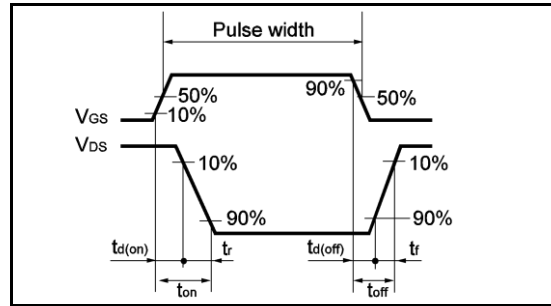 Pulse width
90%
50%
50%
VGS
10%
VDS
10%
10%
90%
90%
td(on)
tr
td(off)
tf
ton
toff